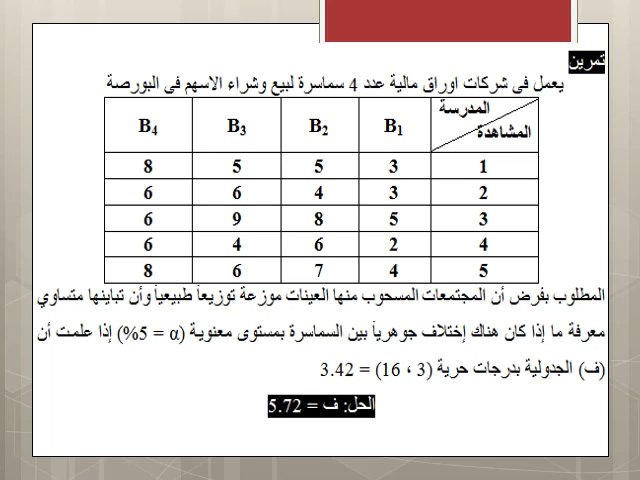 تمرين
يعمل فى شركات اوراق مالية عدد 4 سماسرة لبيع وشراء الاسهم فى البورصة
المدرسة B1 B2 B3 B4
المشاهدة
1 3 5 5 8
2 3 4 6 6
3 5 8 9 6
4 2 6 4 6
5 4 7 6 8
المطلوب بفرض أن المجتمعات المسحوب منها العينات موزعة توزيعاً طبيعياً وأن تباينها متساوي
معرفة ما إذا كان هناك إختلاف جوهرياً بين السماسرة بمستوى معنوية (α = 5%) إذا علمت أن
(ف) الجدولية بدرجات حرية (3 ، 16) = 3.42
الحل: ف = 5.72